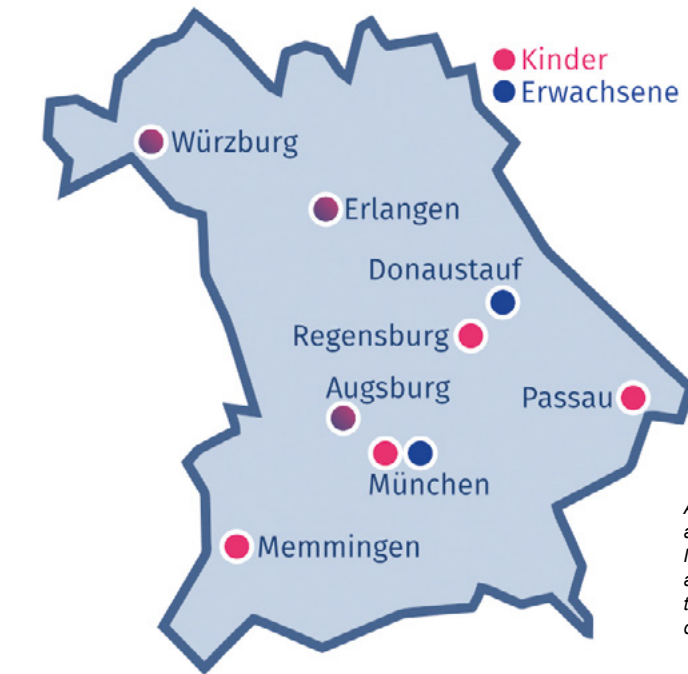 Kinder
Erwachsene
Würzburg
Erlangen
Donaustauf
Regensburg
Augsburg
Passau
München
Memmingen